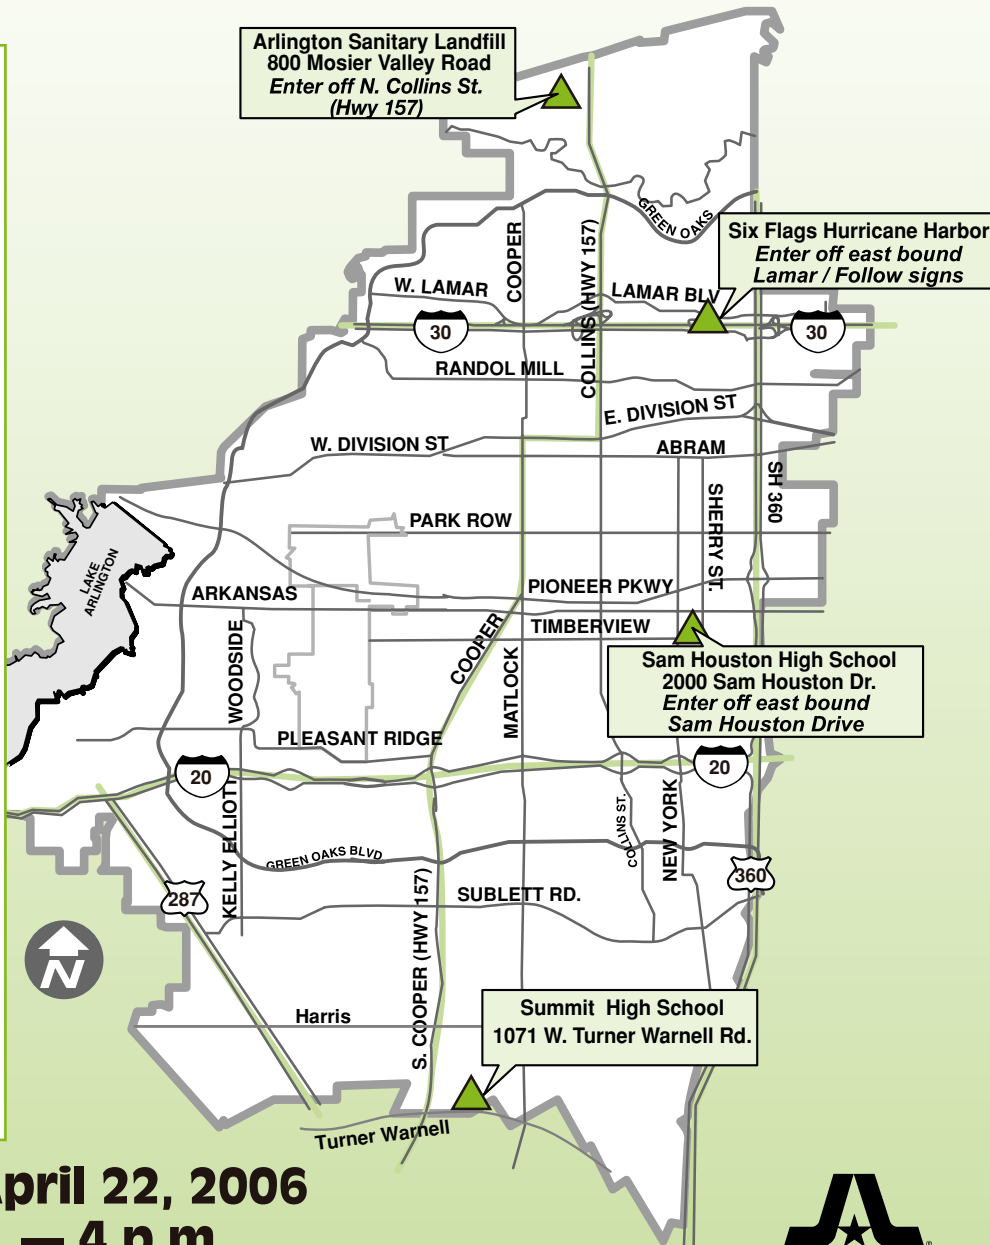 Arlington Sanitary Landfill
800 Mosier Valley Road
Enter off N. Collins St.
(Hwy 157)
GREEN OAKS
Six Flags Hurricane Harbor
Enter off east bound
Lamar / Follow signs
COOPER
COLLINS (HWY 157)
W. LAMAR
LAMAR BLV
30
30
RANDOL MILL
E. DIVISION ST
W. DIVISION ST
ABRAM
SH 360
SHERRY ST.
PARK ROW
LAKE
ARLINGTON
ARKANSAS
PIONEER PKWY
TIMBERVIEW
WOODSIDE
COOPER
MATLOCK
Sam Houston High School
2000 Sam Houston Dr.
Enter off east bound
Sam Houston Drive
PLEASANT RIDGE
20
20
KELLY ELLIOTT
COLLINS ST.
NEW YORK
GREEN OAKS BLVD
360
287
SUBLETT RD.
S. COOPER (HWY 157)
N
Summit High School
1071 W. Turner Warnell Rd.
Harris
Turner Warnell
April 22, 2006
— 4 p.m.
®